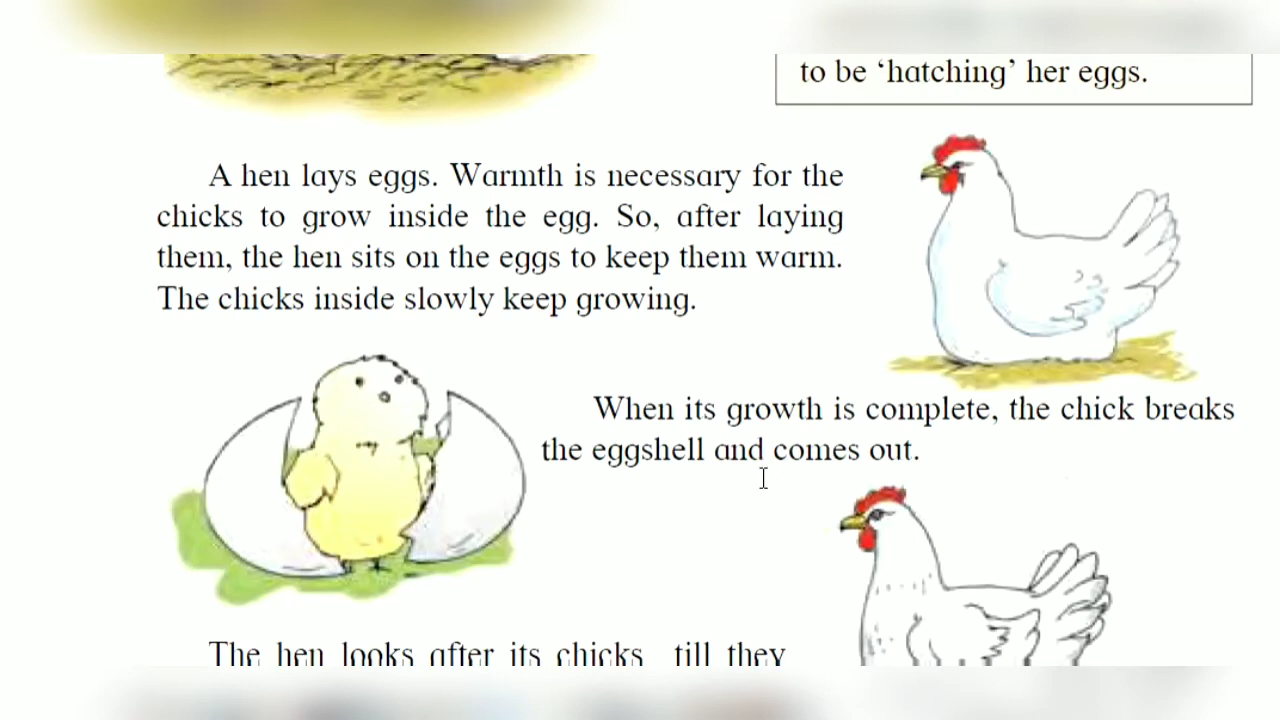 to be ‘hatching’ her eggs.
A hen lays eggs. Warmth is necessary for the
chicks to grow inside the egg. So, after laying
them, the hen sits on the eggs to keep them warm.
The chicks inside slowly keep growing.
When its growth is complete, the chick breaks
the eggshell and comes out.
The hen looks after its chicks till they